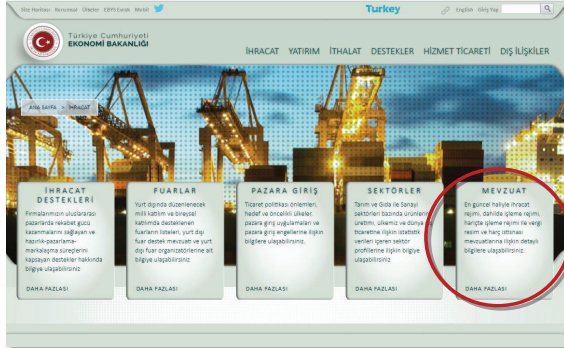 Site Haritası Kurumsal Ülkeler EBYS Evrak Mobil
Turkey
English Giriş Yap
Türkiye Cumhuriyeti
EKONOMİ BAKANLIĞI
İHRACAT YATIRIM İTHALAT DESTEKLER HİZMET TİCARETİ DIŞ İLİŞKİLER
ANA SAYFA > İHRACAT
İHRACAT
DESTEKLERİ
Firmalarımızın uluslararası
pazarlarda rekabet gücü
kazanmalarını sağlayan ve
hazırlık-pazarlama-
markalaşma süreçlerini
kapsayan destekler hakkında
bilgiye ulaşabilirsiniz
DAHA FAZLASI
FUARLAR
Yurt dışında düzenlenecek
milli katılım ve bireysel
katılımda desteklenen
fuarların listeleri, yurt dışı
fuar destek mevzuatı ve yurt
dışı fuar organizatörlerine ait
bilgiye ulaşabilirsiniz
DAHA FAZLASI
PAZARA GİRİŞ
Ticaret politikası önlemleri,
hedef ve öncelikli ülkeler,
pazara giriş uygulamaları ve
pazara giriş engellerine ilişkin
bilgilere ulaşabilirsiniz.
DAHA FAZLASI
SEKTÖRLER
Tarım ve Gıda ile Sanayi
sektörleri bazında ürünlerin
üretimi, ülkemiz ve dünya dış
ticaretine ilişkin istatistik
verileri içeren sektör
profillerine ilişkin bilgiye
ulaşabilirsiniz.
DAHA FAZLASI
MEVZUAT
En güncel haliyle ihracat
rejimi, dahilde işleme rejimi,
hariçte işleme rejimi ile vergi
resim ve harç istisnası
mevzuatlarına ilişkin detaylı
bilgilere ulaşabilirsiniz.
DAHA FAZLASI